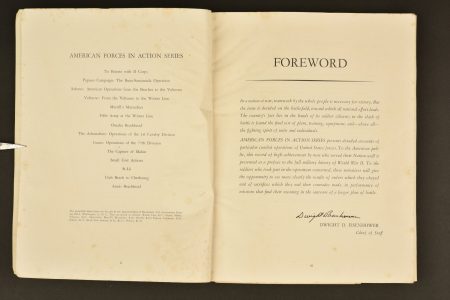 AMERICAN FORCES IN ACTION SERIES
To Bizerte with II Corps
Papuan Campaign: The Buna-Sanananda Operation
Salerno: American Operations from the Beaches to the Volturno
Volturno: From the Volturno to the Winter Line
Merrill's Marauders
Fifth Army at the Winter Line
Omaha Beachhead
The Admiralties: Operations of the 1st Cavalry Division
Guam: Operations of the 77th Division
The Capture of Makin
Small Unit Actions
St-Lô
Utah Beach to Cherbourg
Anzio Beachhead
FOREWORD
In a nation at war, teamwork by the whole people is necessary for victory. But
the issue is decided on the battlefield, toward which all national effort leads. The
country's fate lies in the hands of its soldier citizens; in the clash of
battle is found the final test of plans, training, equipment, and—above all—
the fighting spirit of units and individuals.
AMERICAN FORCES IN ACTION SERIES presents detailed accounts of
particular combat operations of United States forces. To the American pub-
lic, this record of high achievement by men who served their Nation well is
presented as a preface to the full military history of World War II. To the
soldiers who took part in the operations concerned, these narratives will give
the opportunity to see more clearly the results of orders which they obeyed
and of sacrifices which they and their comrades made, in performance of
missions that find their meaning in the outcome of a larger plan of battle.
Dwight D Eisenhower
DWIGHT D. EISENHOWER
Chief of Staff